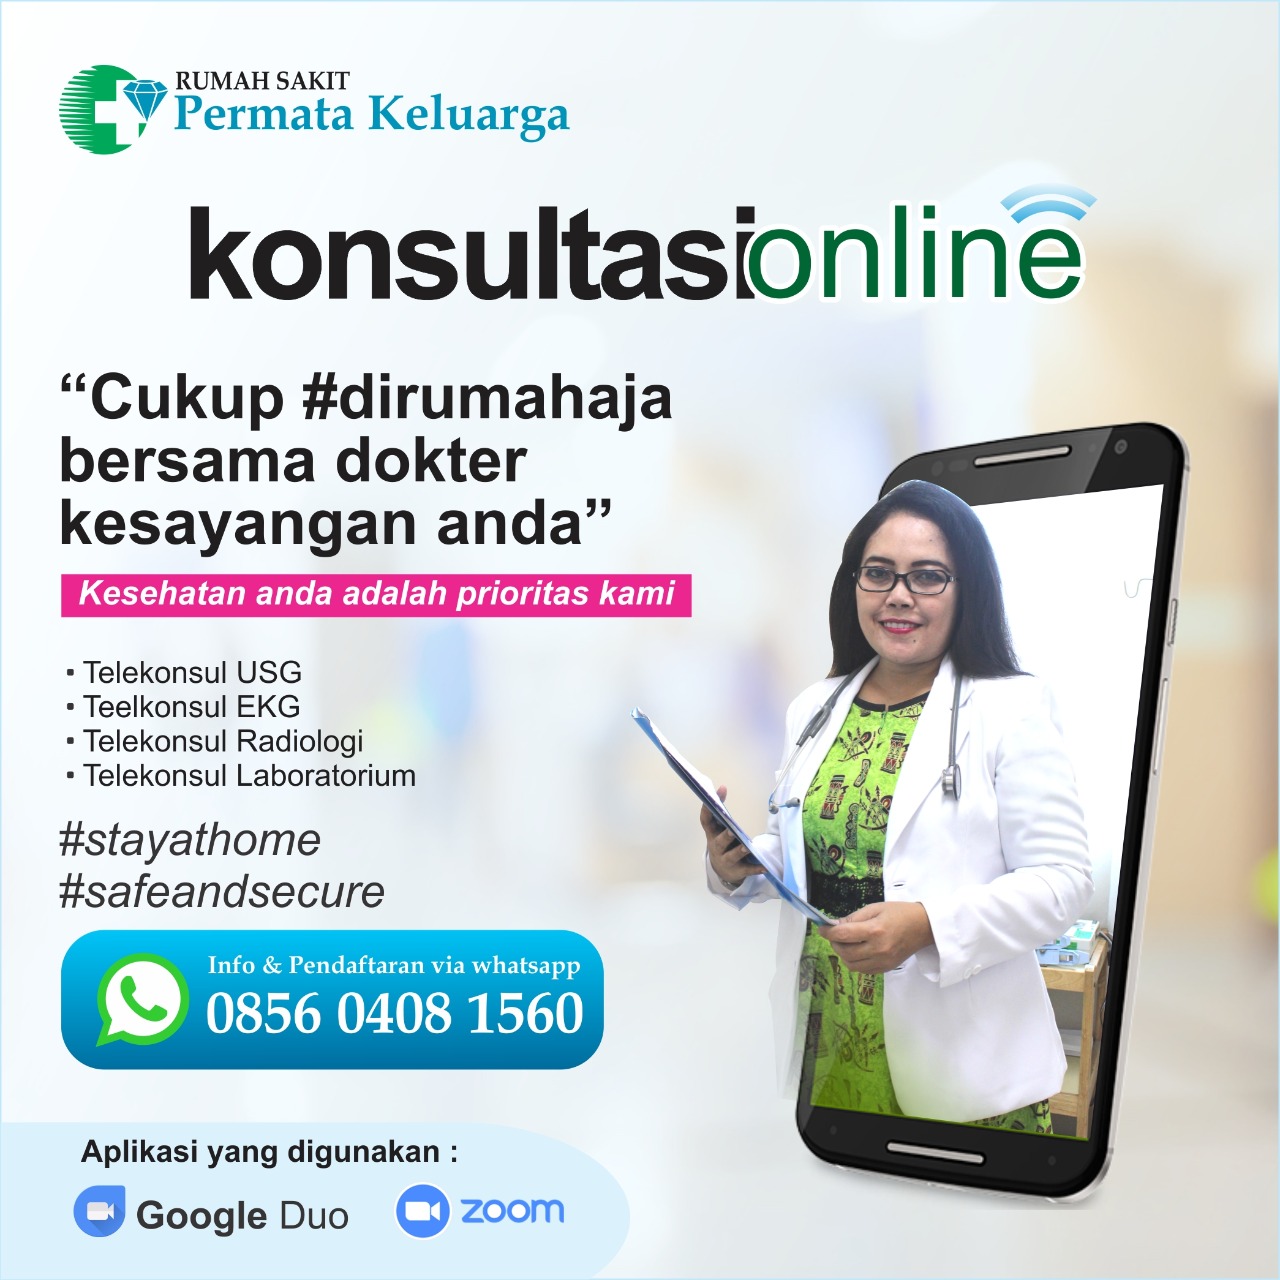 RUMAH SAKIT
Permata Keluarga
konsultasionline
“Cukup #dirumahaja
bersama dokter
kesayangan anda”
Kesehatan anda adalah prioritas kami
• Telekonsul USG
• Teelkonsul EKG
• Telekonsul Radiologi
• Telekonsul Laboratorium
#stayathome
#safeandsecure
Info & Pendaftaran via whatsapp
0856 0408 1560
Aplikasi yang digunakan :
Google Duo zoom